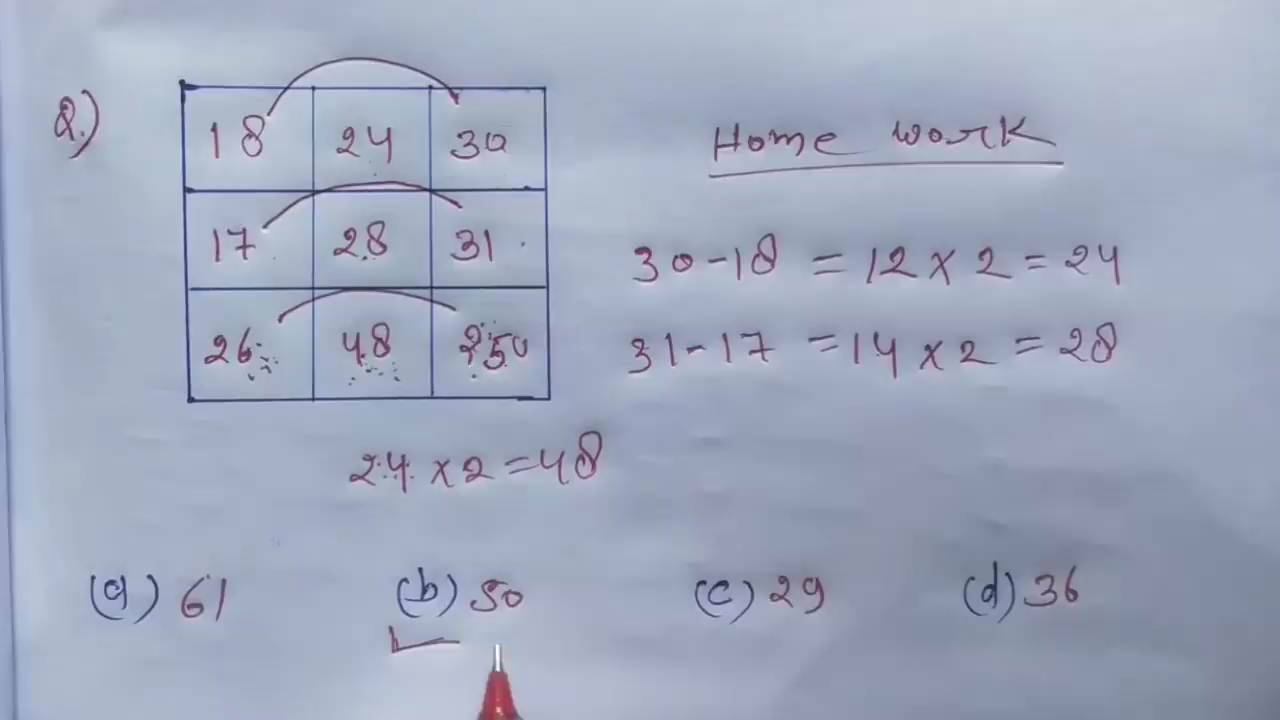 Q.)
18 24 30
17 28 31
26 48 ?50
Home work
30-18 = 12 x 2 = 24
31-17 = 14 x 2 = 28
24 x 2 = 48
(a) 61 (b) 50 (c) 29 (d) 36